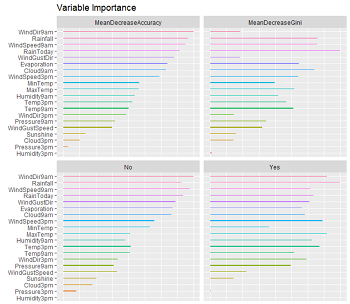 Variable Importance
MeanDecreaseAccuracy
MeanDecreaseGini
WindDir9am
Rainfall
WindSpeed9am
RainToday
WindGustDir
Evaporation
Cloud9am
WindSpeed3pm
MinTemp
MaxTemp
Humidity9am
Temp3pm
Temp9am
WindDir3pm
Pressure9am
WindGustSpeed
Sunshine
Cloud3pm
Pressure3pm
Humidity3pm
No
Yes
WindDir9am
Rainfall
WindSpeed9am
RainToday
WindGustDir
Evaporation
Cloud9am
WindSpeed3pm
MinTemp
MaxTemp
Humidity9am
Temp3pm
Temp9am
WindDir3pm
Pressure9am
WindGustSpeed
Sunshine
Cloud3pm
Pressure3pm
Humidity3pm